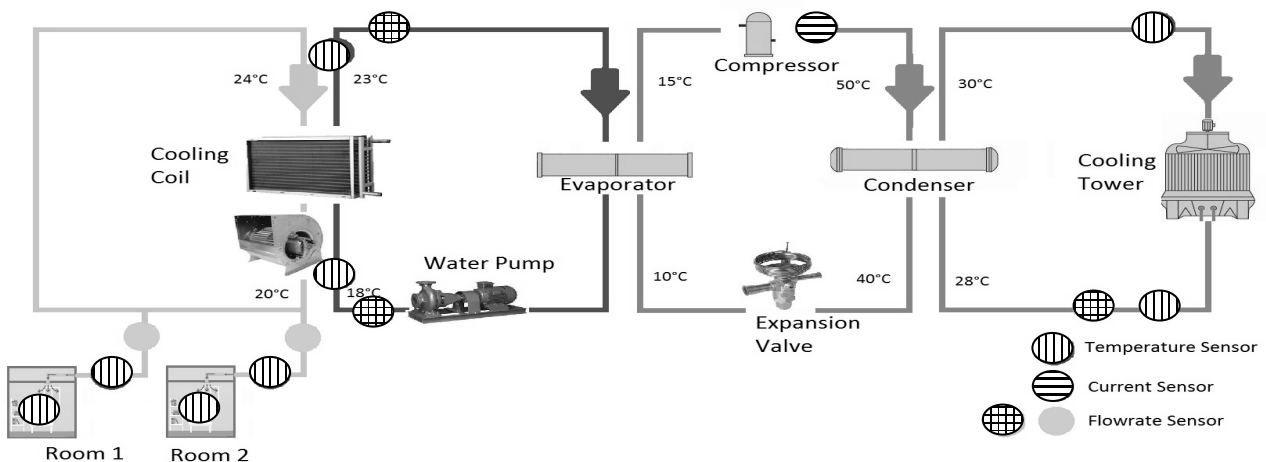 24°C
23°C
15°C
Compressor
50°C
30°C
Cooling
Coil
Evaporator
Condenser
Cooling
Tower
Water Pump
20°C
18°C
10°C
40°C
28°C
Expansion
Valve
Temperature Sensor
Current Sensor
Flowrate Sensor
Room 1
Room 2